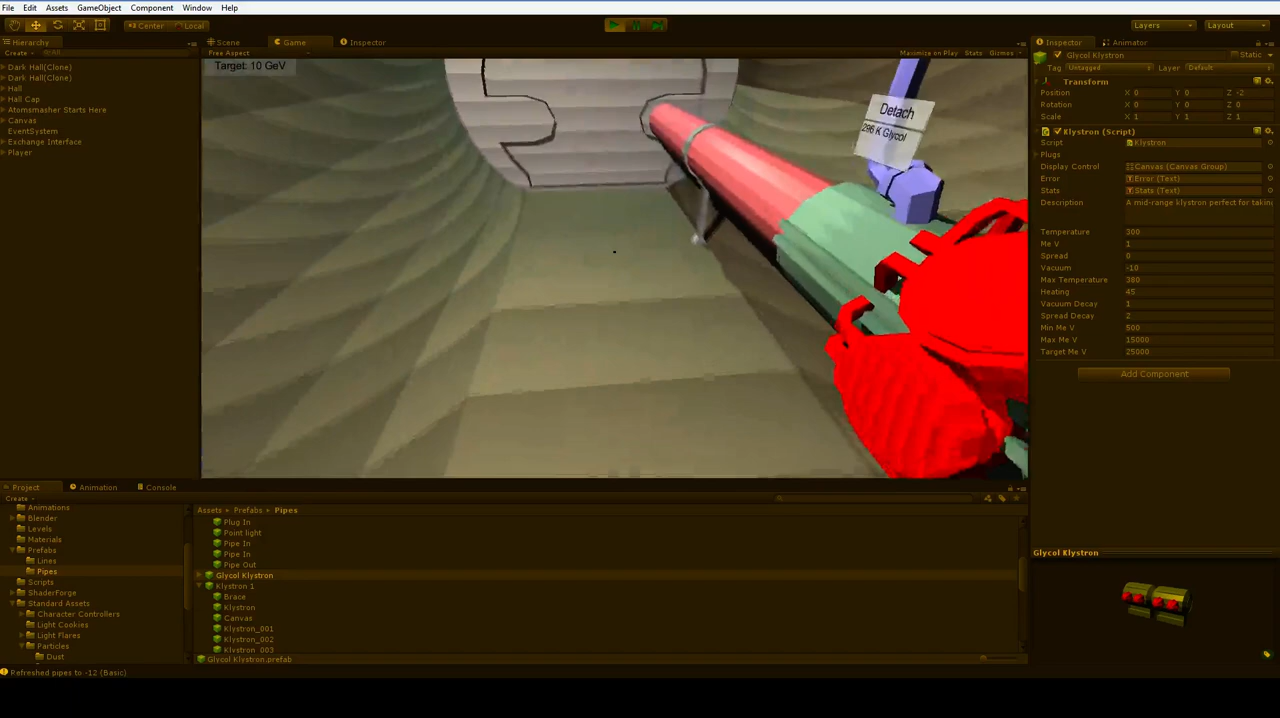 File Edit Assets GameObject Component Window Help
Center Local Layers Layout
Hierarchy Scene Game Inspector Inspector Animator
Create All Free Aspect Maximize on Play Stats Gizmos
Target: 10 GeV
Dark Hall(Clone)
Dark Hall(Clone)
Hall
Hall Cap
Atomsmasher Starts Here
Canvas
EventSystem
Exchange Interface
Player
Detach
296 K Glycol
Glycol Klystron Static
Tag Untagged Layer Default
Transform
Position X 0 Y 0 Z -2
Rotation X 0 Y 0 Z 0
Scale X 1 Y 1 Z 1
Klystron (Script)
Script Klystron
Plugs
Display Control Canvas (Canvas Group)
Error Error (Text)
Stats Stats (Text)
Description A mid-range klystron perfect for takin
Temperature 300
Me V 1
Spread 0
Vacuum -10
Max Temperature 380
Heating 45
Vacuum Decay 1
Spread Decay 2
Min Me V 500
Max Me V 15000
Target Me V 25000
Add Component
Project Animation Console
Create
Animations
Blender
Levels
Materials
Prefabs
Lines
Pipes
Scripts
ShaderForge
Standard Assets
Character Controllers
Light Cookies
Light Flares
Particles
Dust
Assets Prefabs Pipes
Plug In
Point light
Pipe In
Pipe In
Pipe Out
Glycol Klystron
Klystron 1
Brace
Klystron
Canvas
Klystron_001
Klystron_002
Klystron_003
Glycol Klystron.prefab
Glycol Klystron
Refreshed pipes to -12 (Basic)